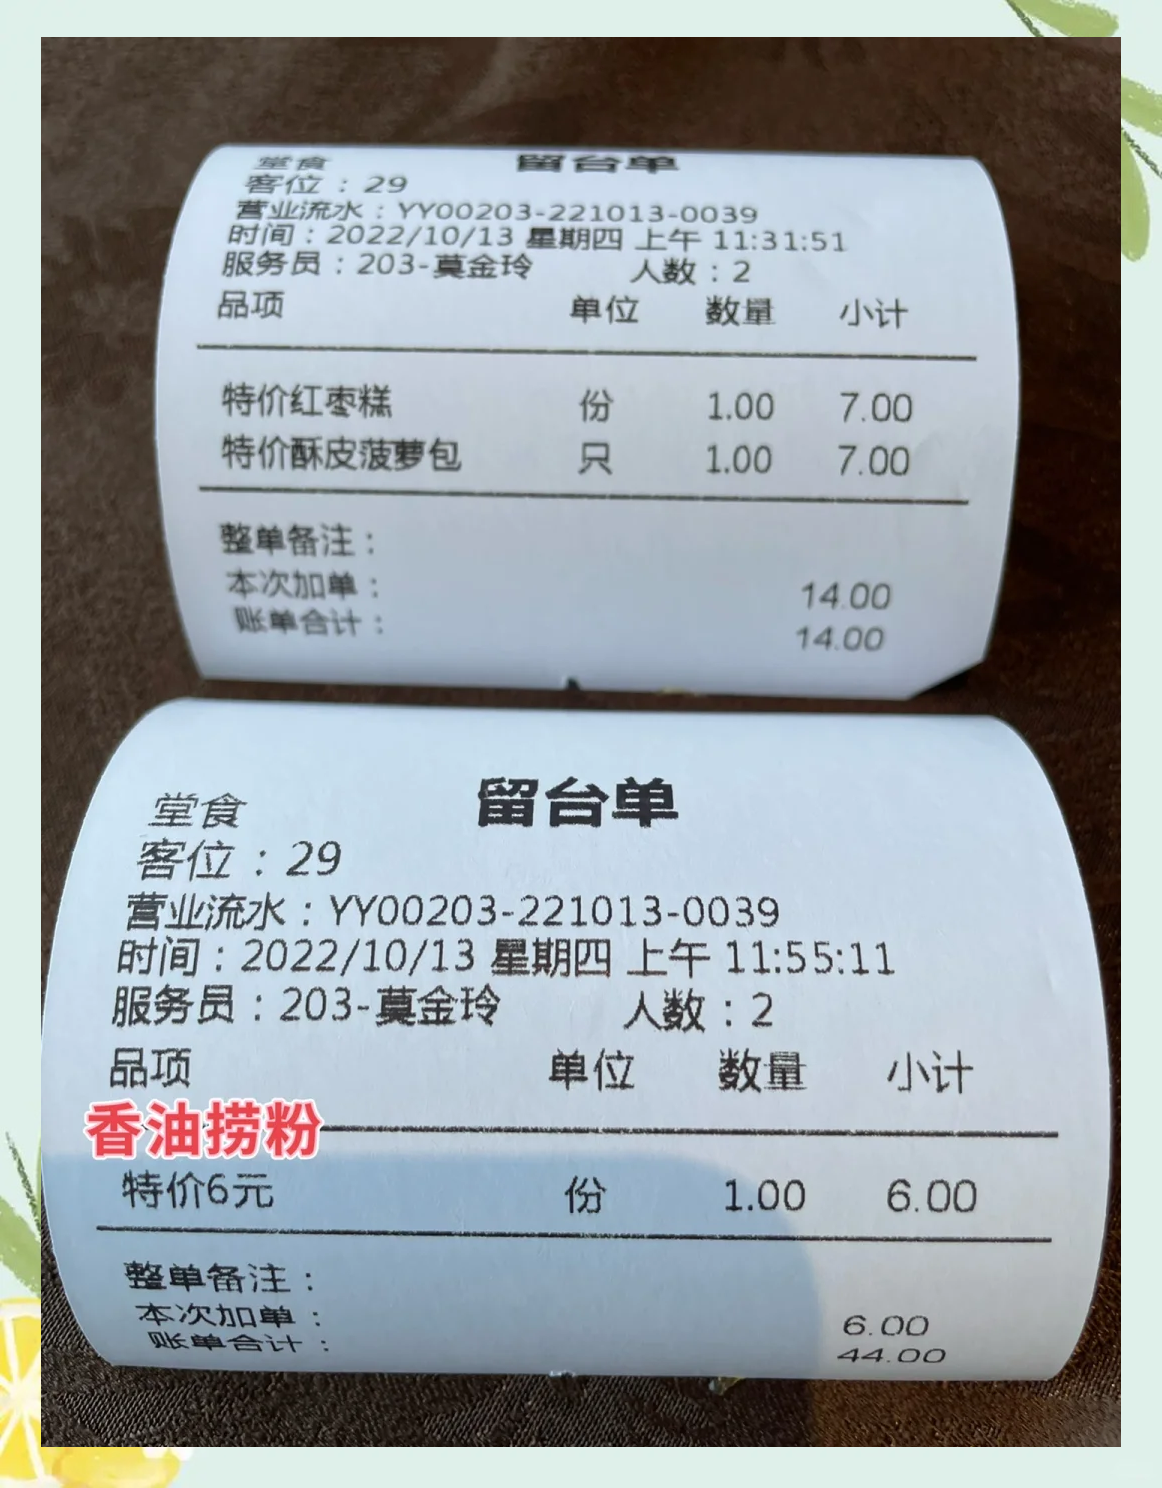 堂食 留台单
客位：29
营业流水：YY00203-221013-0039
时间：2022/10/13 星期四 上午 11:31:51
服务员：203-莫金玲 人数：2
品项 单位 数量 小计
特价红枣糕 份 1.00 7.00
特价酥皮菠萝包 只 1.00 7.00
整单备注：
本次加单： 14.00
账单合计： 14.00
堂食 留台单
客位：29
营业流水：YY00203-221013-0039
时间：2022/10/13 星期四 上午 11:55:11
服务员：203-莫金玲 人数：2
品项 单位 数量 小计
香油捞粉
特价6元 份 1.00 6.00
整单备注：
本次加单： 6.00
账单合计： 44.00